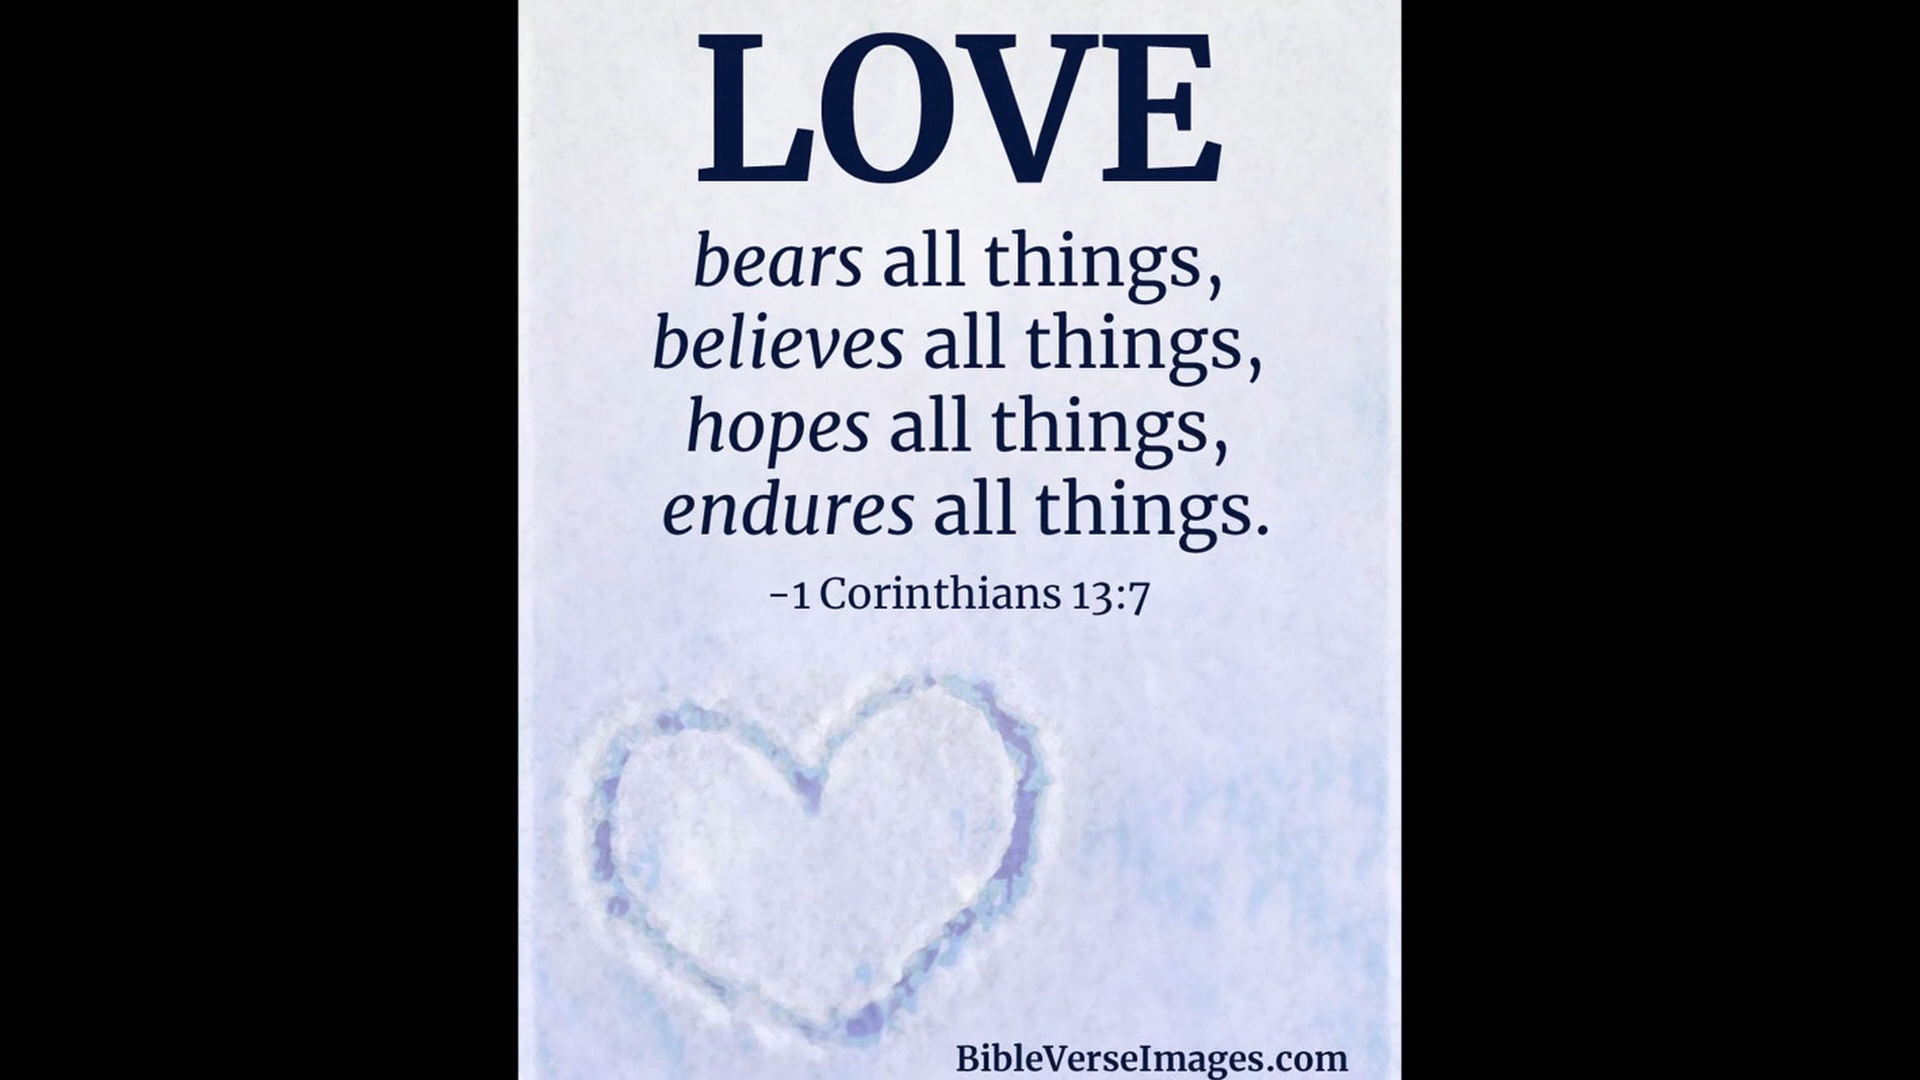 LOVE
bears all things,
believes all things,
hopes all things,
endures all things.
-1 Corinthians 13:7
BibleVerseImages.com